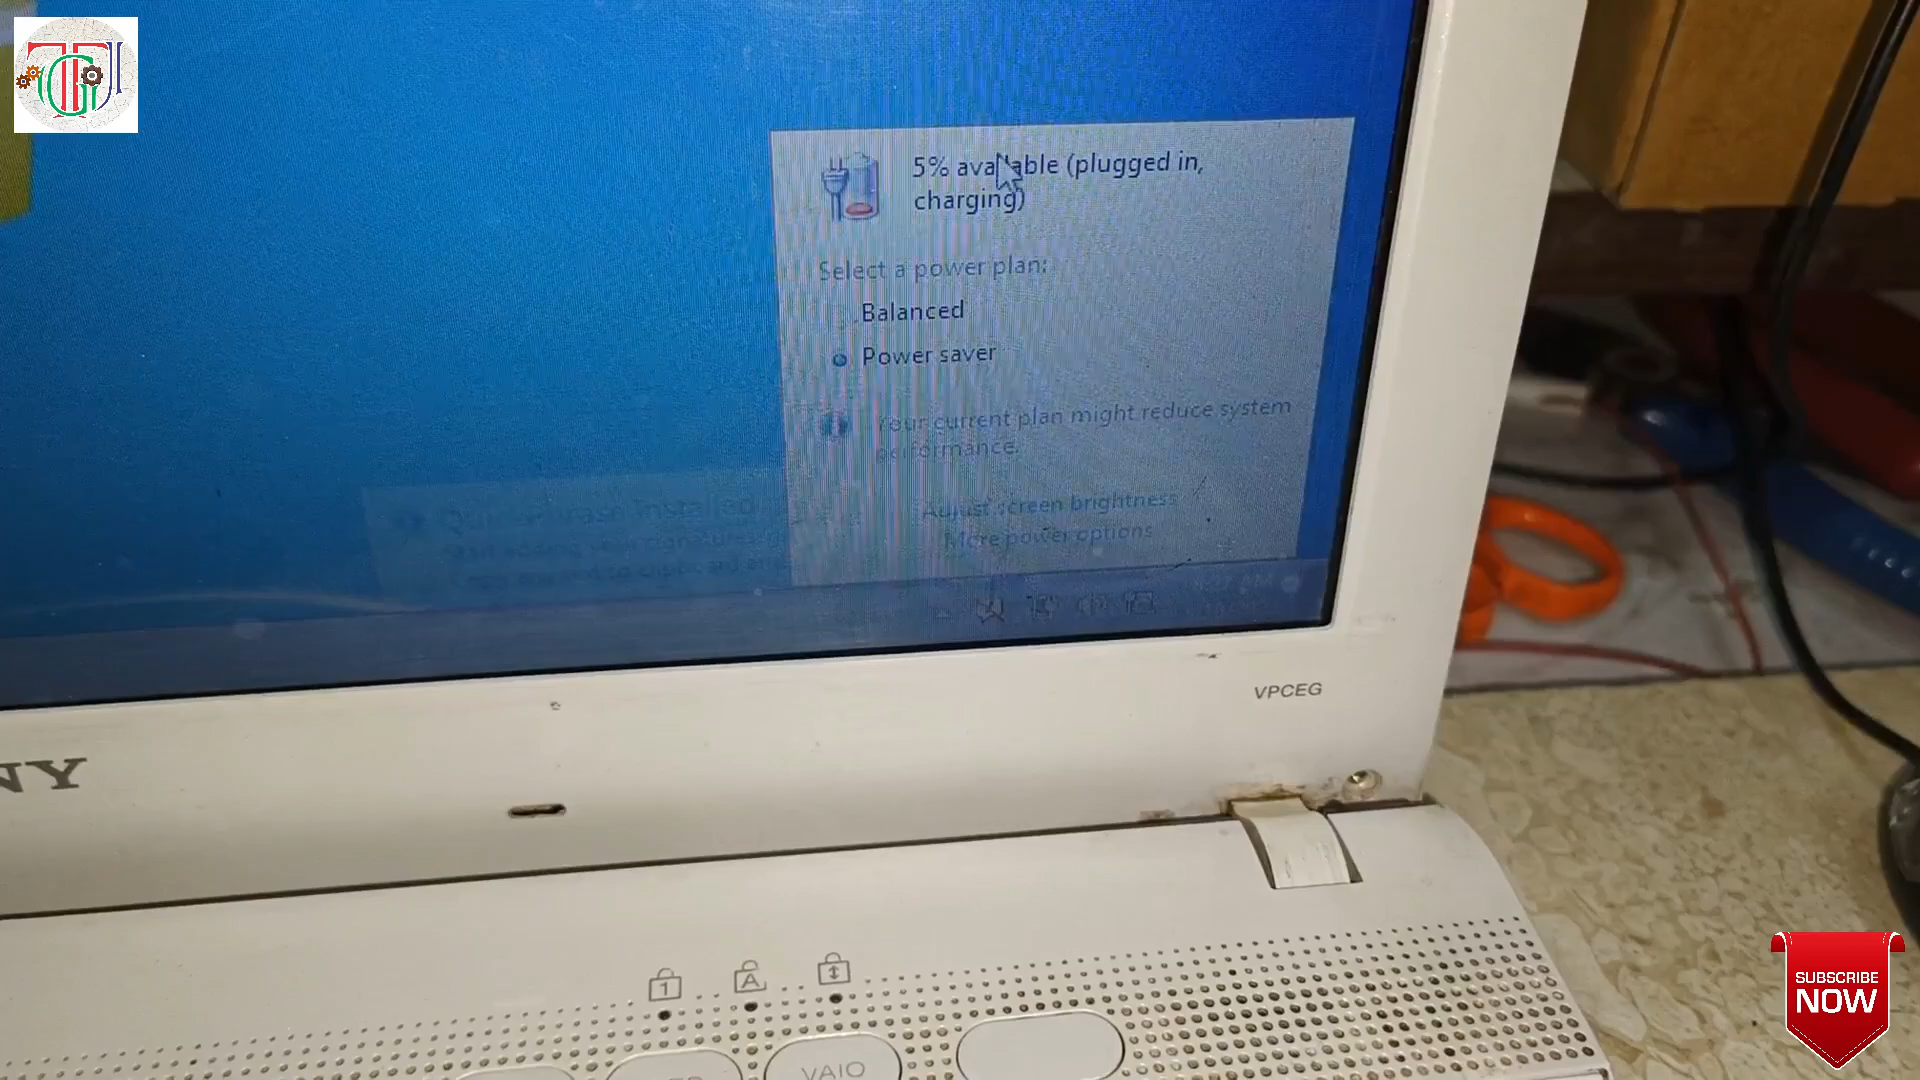 5% available (plugged in,
charging)
Select a power plan:
Balanced
Power saver
Your current plan might reduce system
performance.
Adjust screen brightness
More power options
VPCEG
NY
1
A
VAIO
SUBSCRIBE
NOW